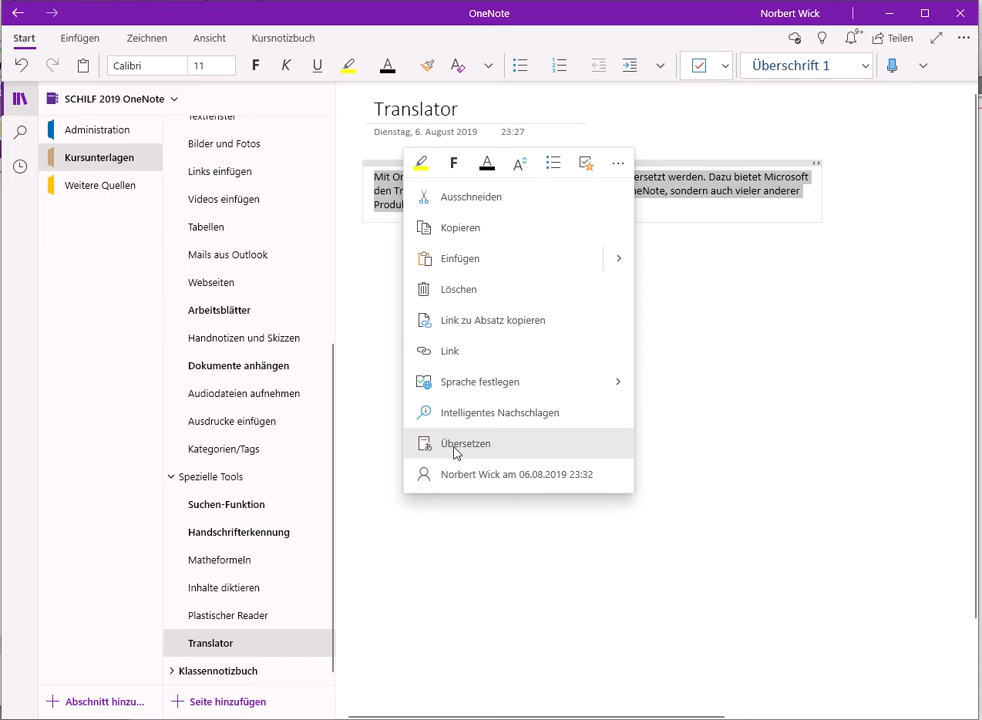 OneNote
Norbert Wick
Start
Einfügen
Zeichnen
Ansicht
Kursnotizbuch
9+
Teilen
Calibri
11
F
K
U
A
Überschrift 1
SCHILF 2019 OneNote
Administration
Kursunterlagen
Weitere Quellen
Textfenster
Bilder und Fotos
Links einfügen
Videos einfügen
Tabellen
Mails aus Outlook
Webseiten
Arbeitsblätter
Handnotizen und Skizzen
Dokumente anhängen
Audiodateien aufnehmen
Ausdrucke einfügen
Kategorien/Tags
Spezielle Tools
Suchen-Funktion
Handschrifterkennung
Matheformeln
Inhalte diktieren
Plastischer Reader
Translator
Klassennotizbuch
Abschnitt hinzu...
Seite hinzufügen
Translator
Dienstag, 6. August 2019 23:27
Mit ersetzt werden. Dazu bietet Microsoft
den sondern auch vieler anderer
F
A
A
Ausschneiden
Kopieren
Einfügen
Löschen
Link zu Absatz kopieren
Link
Sprache festlegen
Intelligentes Nachschlagen
Übersetzen
Norbert Wick am 06.08.2019 23:32